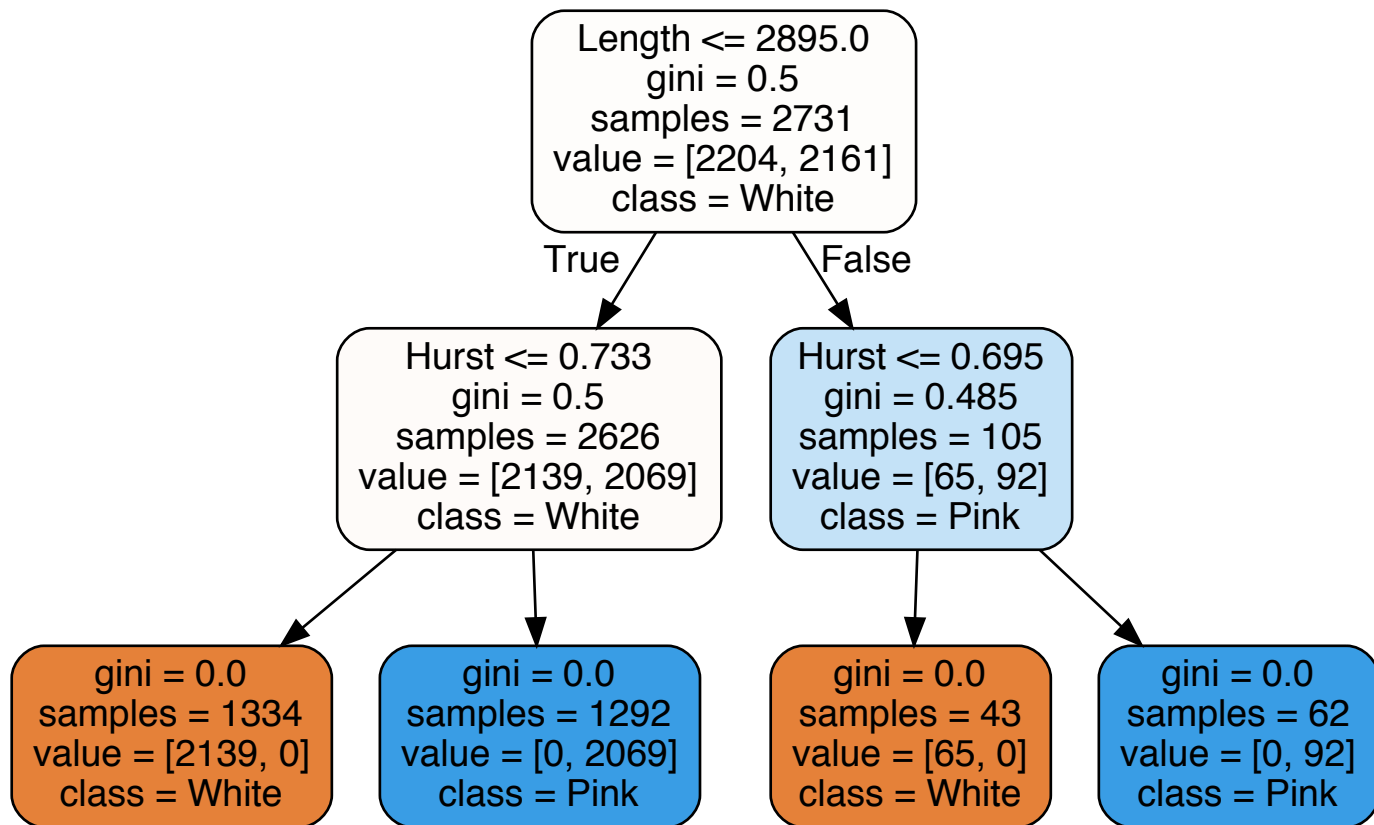 Length <= 2895.0
gini = 0.5
samples = 2731
value = [2204, 2161]
class = White
True
False
Hurst <= 0.733
gini = 0.5
samples = 2626
value = [2139, 2069]
class = White
Hurst <= 0.695
gini = 0.485
samples = 105
value = [65, 92]
class = Pink
gini = 0.0
samples = 1334
value = [2139, 0]
class = White
gini = 0.0
samples = 1292
value = [0, 2069]
class = Pink
gini = 0.0
samples = 43
value = [65, 0]
class = White
gini = 0.0
samples = 62
value = [0, 92]
class = Pink